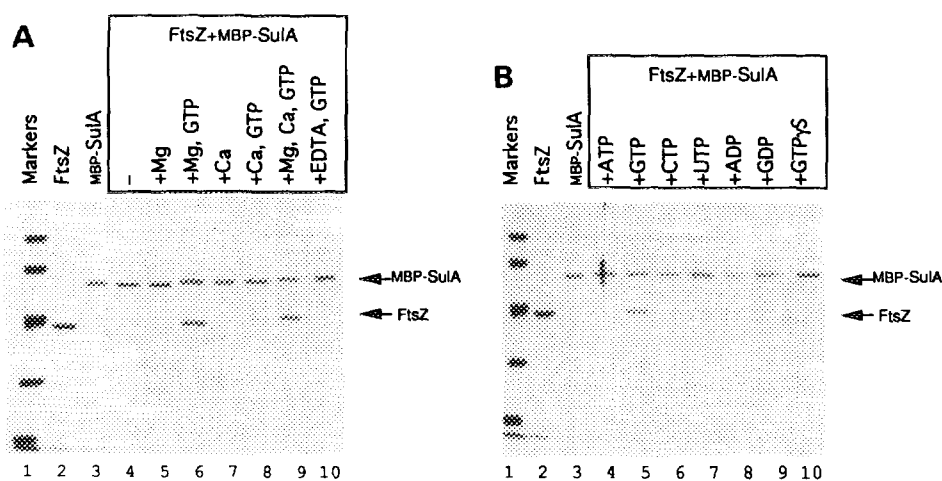 A
FtsZ+MBP-SulA
Markers
FtsZ
MBP-SulA
–
+Mg
+Mg, GTP
+Ca
+Ca, GTP
+Mg, Ca, GTP
+EDTA, GTP
MBP-SulA
FtsZ
1 2 3 4 5 6 7 8 9 10
B
FtsZ+MBP-SulA
Markers
FtsZ
MBP-SulA
+ATP
+GTP
+CTP
+UTP
+ADP
+GDP
+GTPγS
MBP-SulA
FtsZ
1 2 3 4 5 6 7 8 9 10